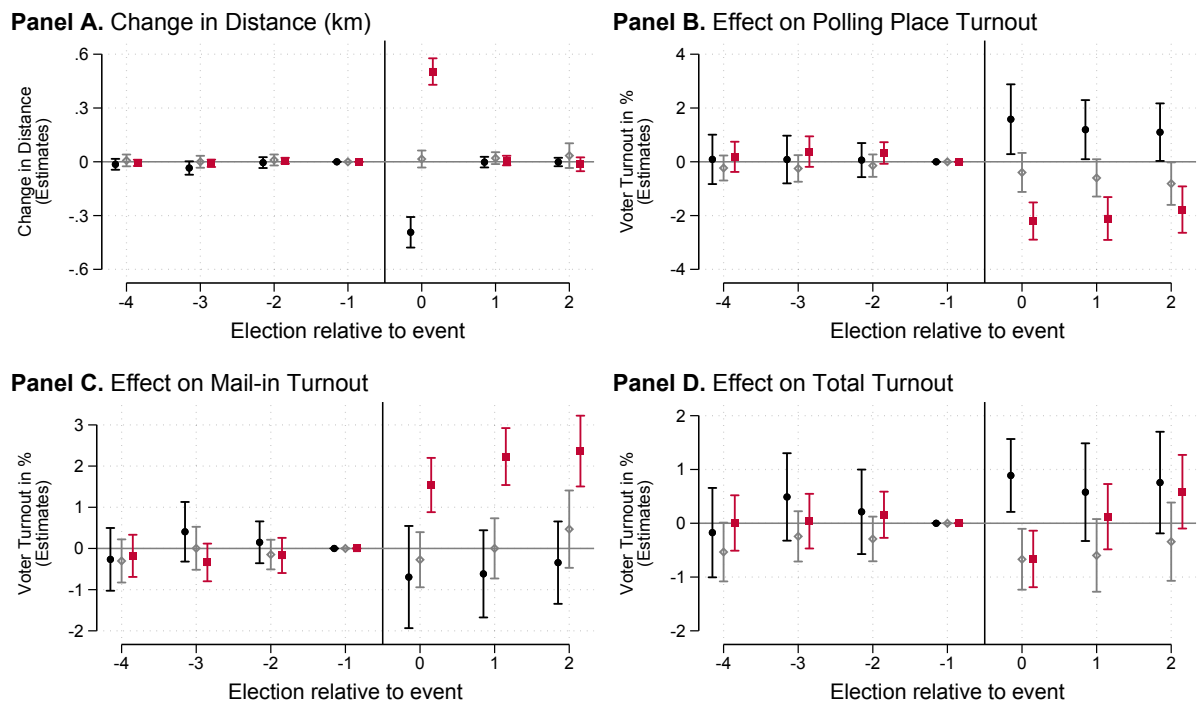 Panel A. Change in Distance (km)
Change in Distance
(Estimates)
.6
.3
0
-.3
-.6
-4 -3 -2 -1 0 1 2
Election relative to event
Panel B. Effect on Polling Place Turnout
Voter Turnout in %
(Estimates)
4
2
0
-2
-4
-4 -3 -2 -1 0 1 2
Election relative to event
Panel C. Effect on Mail-in Turnout
Voter Turnout in %
(Estimates)
3
2
1
0
-1
-2
-4 -3 -2 -1 0 1 2
Election relative to event
Panel D. Effect on Total Turnout
Voter Turnout in %
(Estimates)
2
1
0
-1
-2
-4 -3 -2 -1 0 1 2
Election relative to event